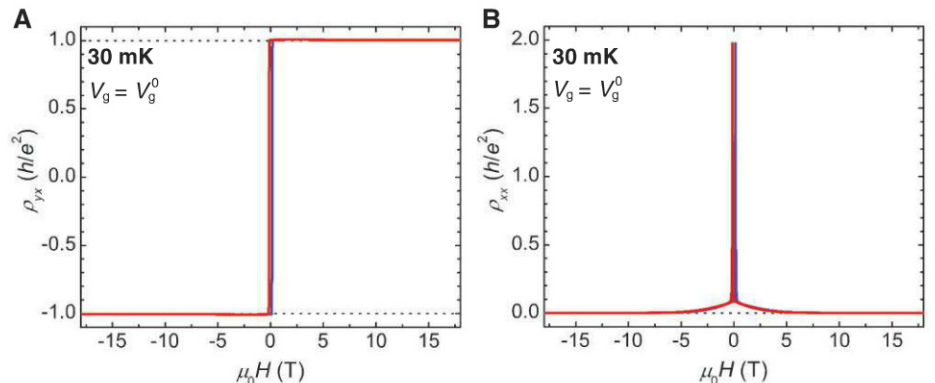 A
1.0
0.5
0.0
-0.5
-1.0
ρyx (h/e²)
30 mK
Vg = Vg⁰
-15 -10 -5 0 5 10 15
μ₀H (T)
B
2.0
1.5
1.0
0.5
0.0
ρxx (h/e²)
30 mK
Vg = Vg⁰
-15 -10 -5 0 5 10 15
μ₀H (T)